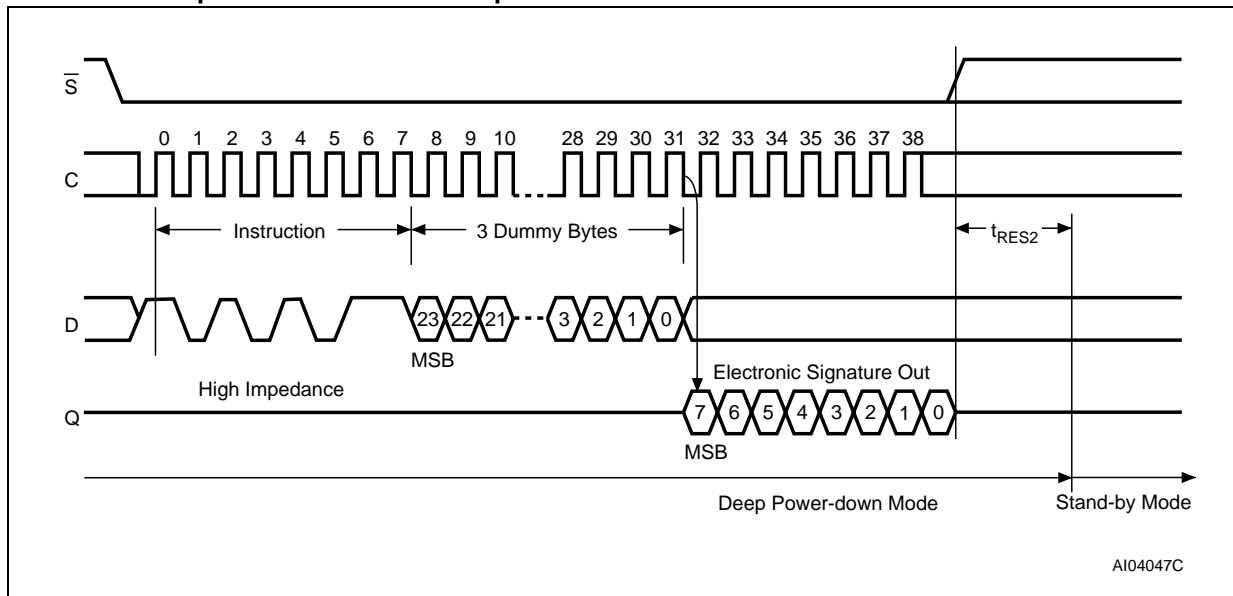 S
0 1 2 3 4 5 6 7 8 9 10 28 29 30 31 32 33 34 35 36 37 38
C
Instruction 3 Dummy Bytes tRES2
D 23 22 21 3 2 1 0
MSB
High Impedance Electronic Signature Out
Q 7 6 5 4 3 2 1 0
MSB
Deep Power-down Mode Stand-by Mode
AI04047C